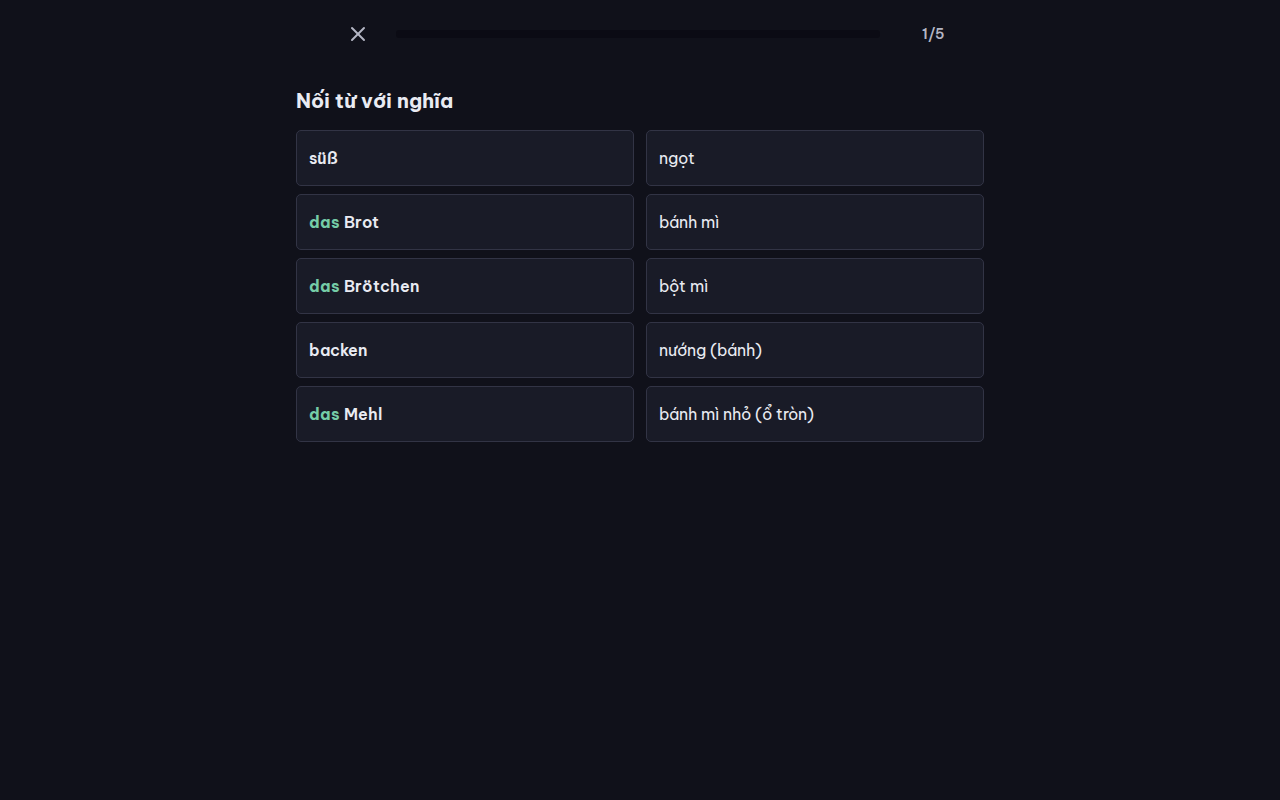 1/5
Nối từ với nghĩa
süß
ngọt
das Brot
bánh mì
das Brötchen
bột mì
backen
nướng (bánh)
das Mehl
bánh mì nhỏ (ổ tròn)